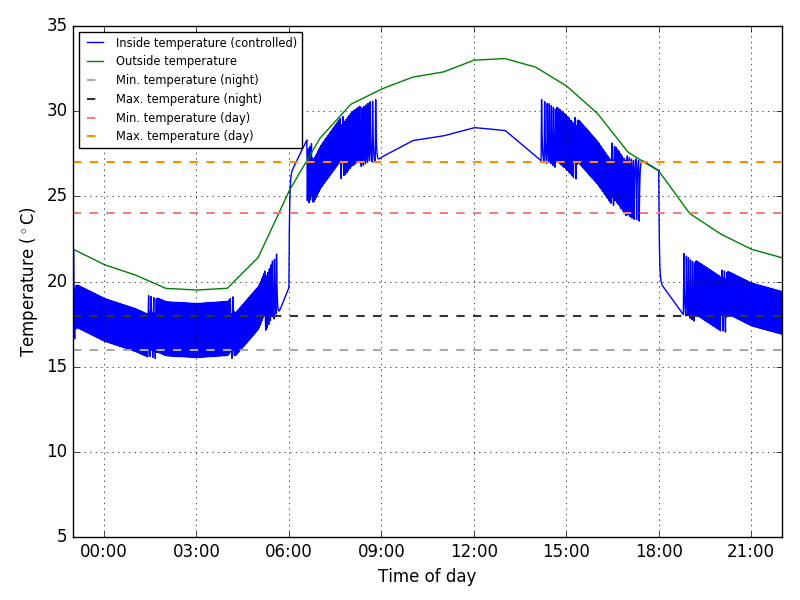 35
30
25
20
15
10
5
Temperature (°C)
Inside temperature (controlled)
Outside temperature
Min. temperature (night)
Max. temperature (night)
Min. temperature (day)
Max. temperature (day)
00:00 03:00 06:00 09:00 12:00 15:00 18:00 21:00
Time of day